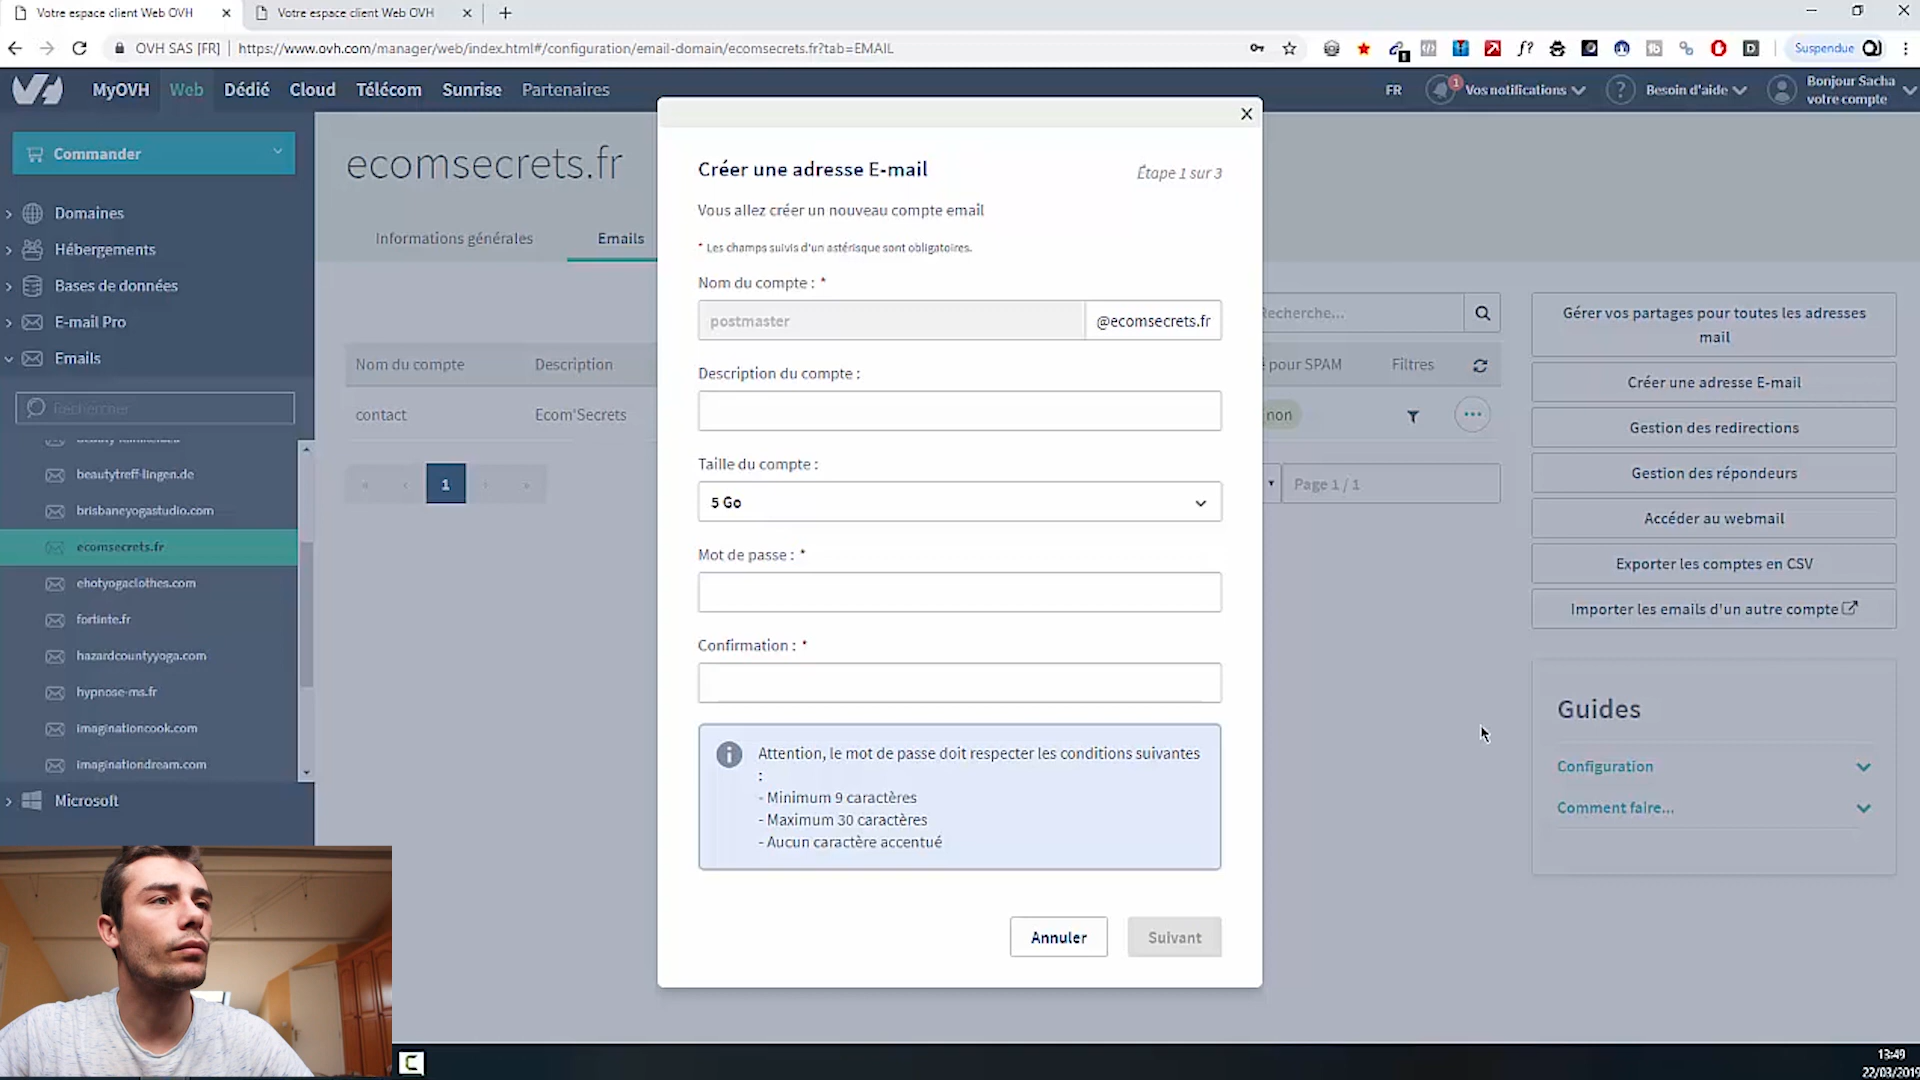 Votre espace client Web OVH
Votre espace client Web OVH
OVH SAS [FR]
https://www.ovh.com/manager/web/index.html#/configuration/email-domain/ecomsecrets.fr?tab=EMAIL
Suspendue
MyOVH
Web
Dédié
Cloud
Télécom
Sunrise
Partenaires
FR
1
Vos notifications
?
Besoin d'aide
Bonjour Sacha
votre compte
Commander
Domaines
Hébergements
Bases de données
E-mail Pro
Emails
Rechercher
beautytreff-lingen.de
brisbaneyogastudio.com
ecomsecrets.fr
ehotyogaclothes.com
fortinte.fr
hazardcountyyoga.com
hypnose-ms.fr
imaginationcook.com
imaginationdream.com
Microsoft
ecomsecrets.fr
Informations générales
Emails
Nom du compte
Description
contact
Ecom'Secrets
« ‹ 1 › »
X
Créer une adresse E-mail
Étape 1 sur 3
Vous allez créer un nouveau compte email
* Les champs suivis d'un astérisque sont obligatoires.
Nom du compte : *
postmaster
@ecomsecrets.fr
Description du compte :
Taille du compte :
5 Go
Mot de passe : *
Confirmation : *
Attention, le mot de passe doit respecter les conditions suivantes
:
- Minimum 9 caractères
- Maximum 30 caractères
- Aucun caractère accentué
Annuler
Suivant
Recherche...
pour SPAM
Filtres
non
Page 1 / 1
Gérer vos partages pour toutes les adresses
mail
Créer une adresse E-mail
Gestion des redirections
Gestion des répondeurs
Accéder au webmail
Exporter les comptes en CSV
Importer les emails d'un autre compte
Guides
Configuration
Comment faire...
13:49
22/03/2019